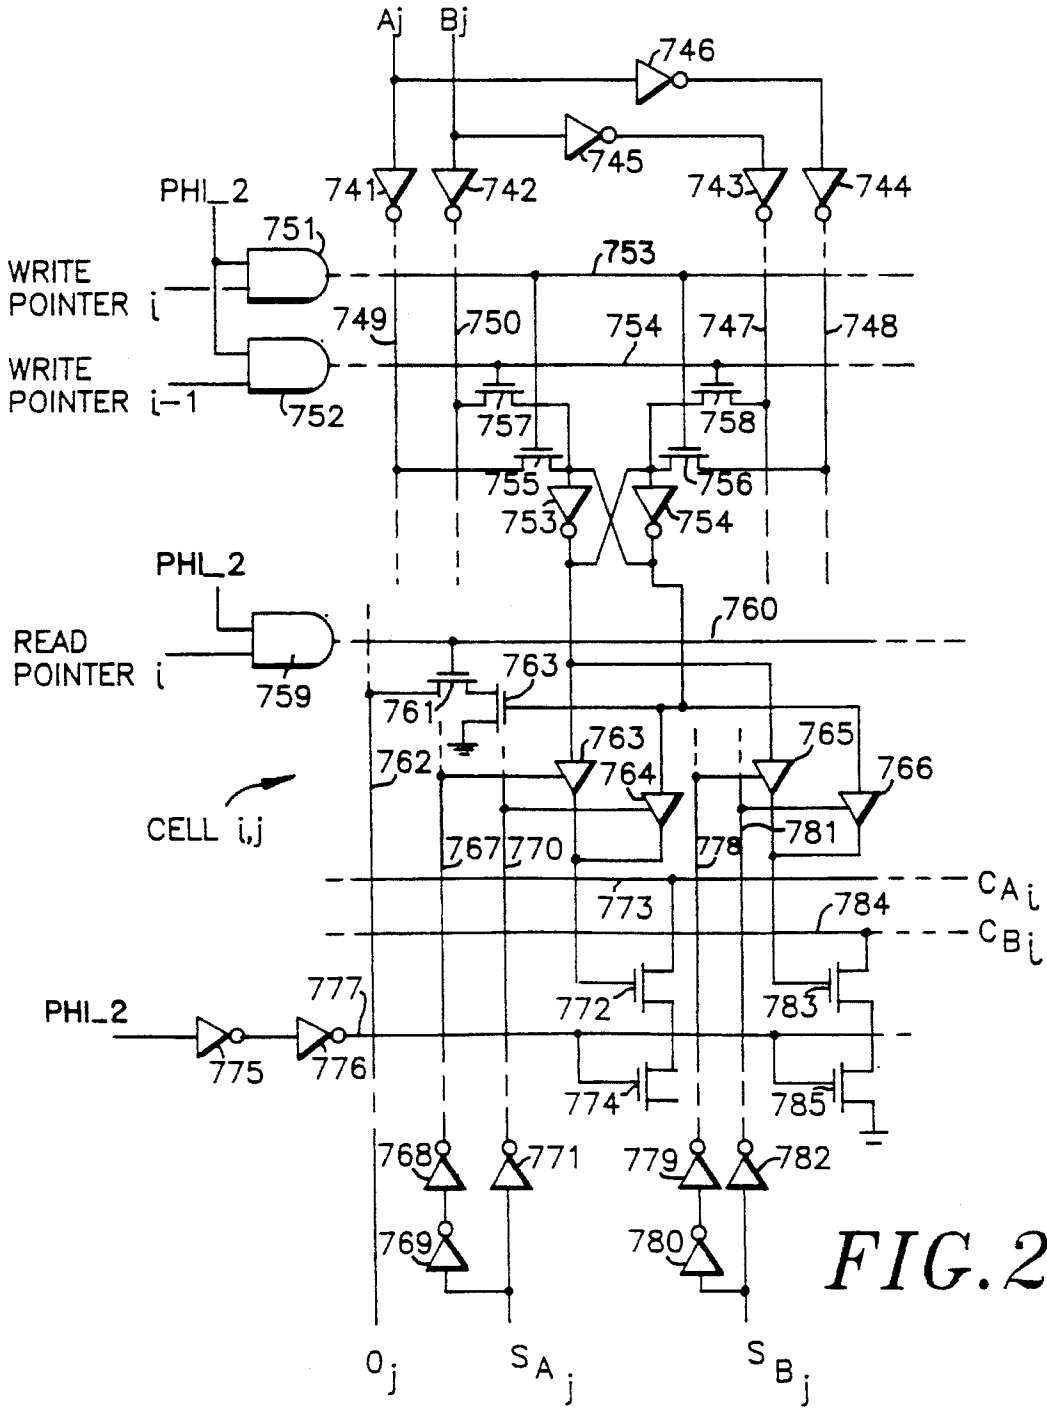 Aj Bj
746
745
741 742 743 744
PHI_2
751
WRITE
POINTER i
753
749 750 754 747 748
WRITE
POINTER i-1
752
757 758
755 756
753 754
PHI_2
READ
POINTER i
759
760
763
761
762 763 765
764 766
CELL i,j
767 770 778 781
773
CAi
784
CBi
777
772 783
PHI_2
775 776
774 785
768 771 779 782
769 780
FIG. 2
Oj SAj SBj